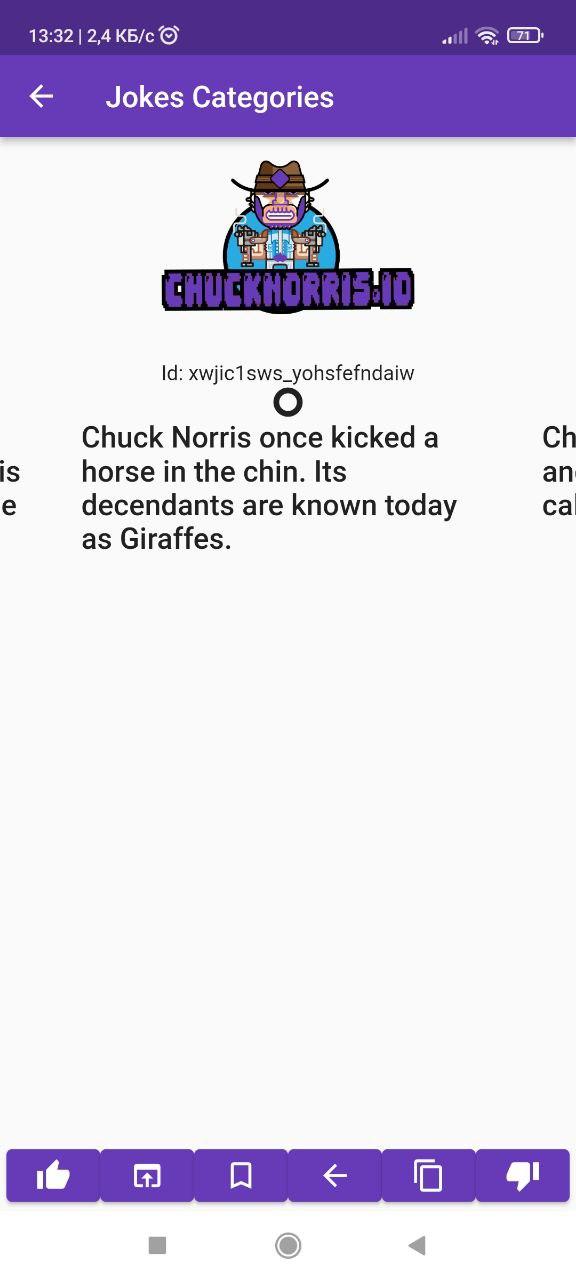 13:32 | 2,4 КБ/с
71
Jokes Categories
CHUCKNORRIS.IO
Id: xwjic1sws_yohsfefndaiw
Chuck Norris once kicked a
horse in the chin. Its
decendants are known today
as Giraffes.
is
e
Ch
an
cal